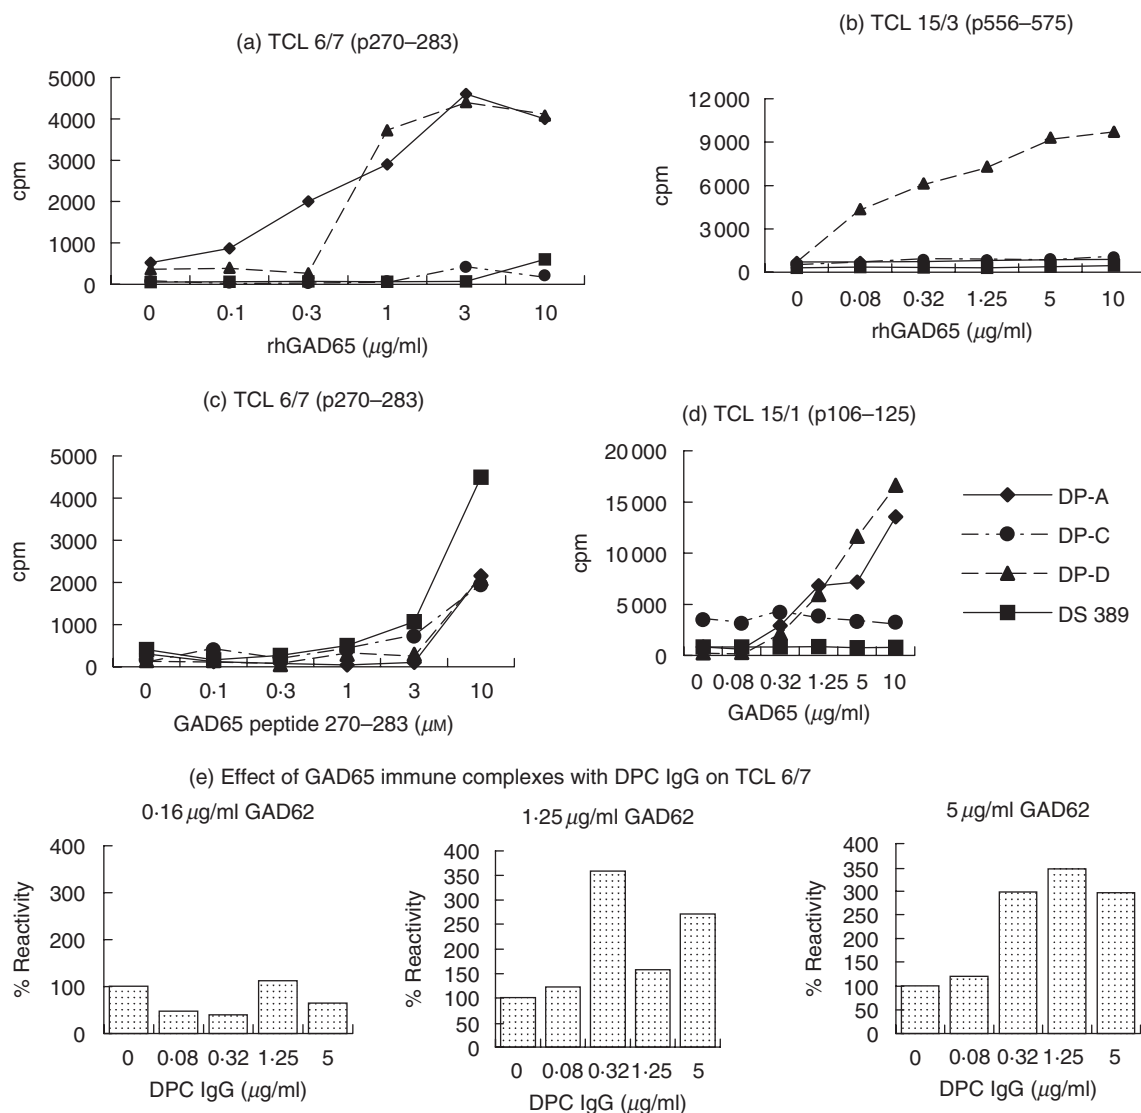 (a) TCL 6/7 (p270–283)
5000
4000
3000
2000
1000
0
cpm
0 0·1 0·3 1 3 10
rhGAD65 (μg/ml)
(b) TCL 15/3 (p556–575)
12 000
9 000
6 000
3 000
0
cpm
0 0·08 0·32 1·25 5 10
rhGAD65 (μg/ml)
(c) TCL 6/7 (p270–283)
5000
4000
3000
2000
1000
0
cpm
0 0·1 0·3 1 3 10
GAD65 peptide 270–283 (μM)
(d) TCL 15/1 (p106–125)
20 000
15 000
10 000
5 000
0
cpm
0 0·08 0·32 1·25 5 10
GAD65 (μg/ml)
DP-A
DP-C
DP-D
DS 389
(e) Effect of GAD65 immune complexes with DPC IgG on TCL 6/7
0·16 μg/ml GAD62
400
300
200
100
0
% Reactivity
0 0·08 0·32 1·25 5
DPC IgG (μg/ml)
1·25 μg/ml GAD62
400
350
300
250
200
150
100
50
0
% Reactivity
0 0·08 0·32 1·25 5
DPC IgG (μg/ml)
5 μg/ml GAD62
400
350
300
250
200
150
100
50
0
% Reactivity
0 0·08 0·32 1·25 5
DPC IgG (μg/ml)